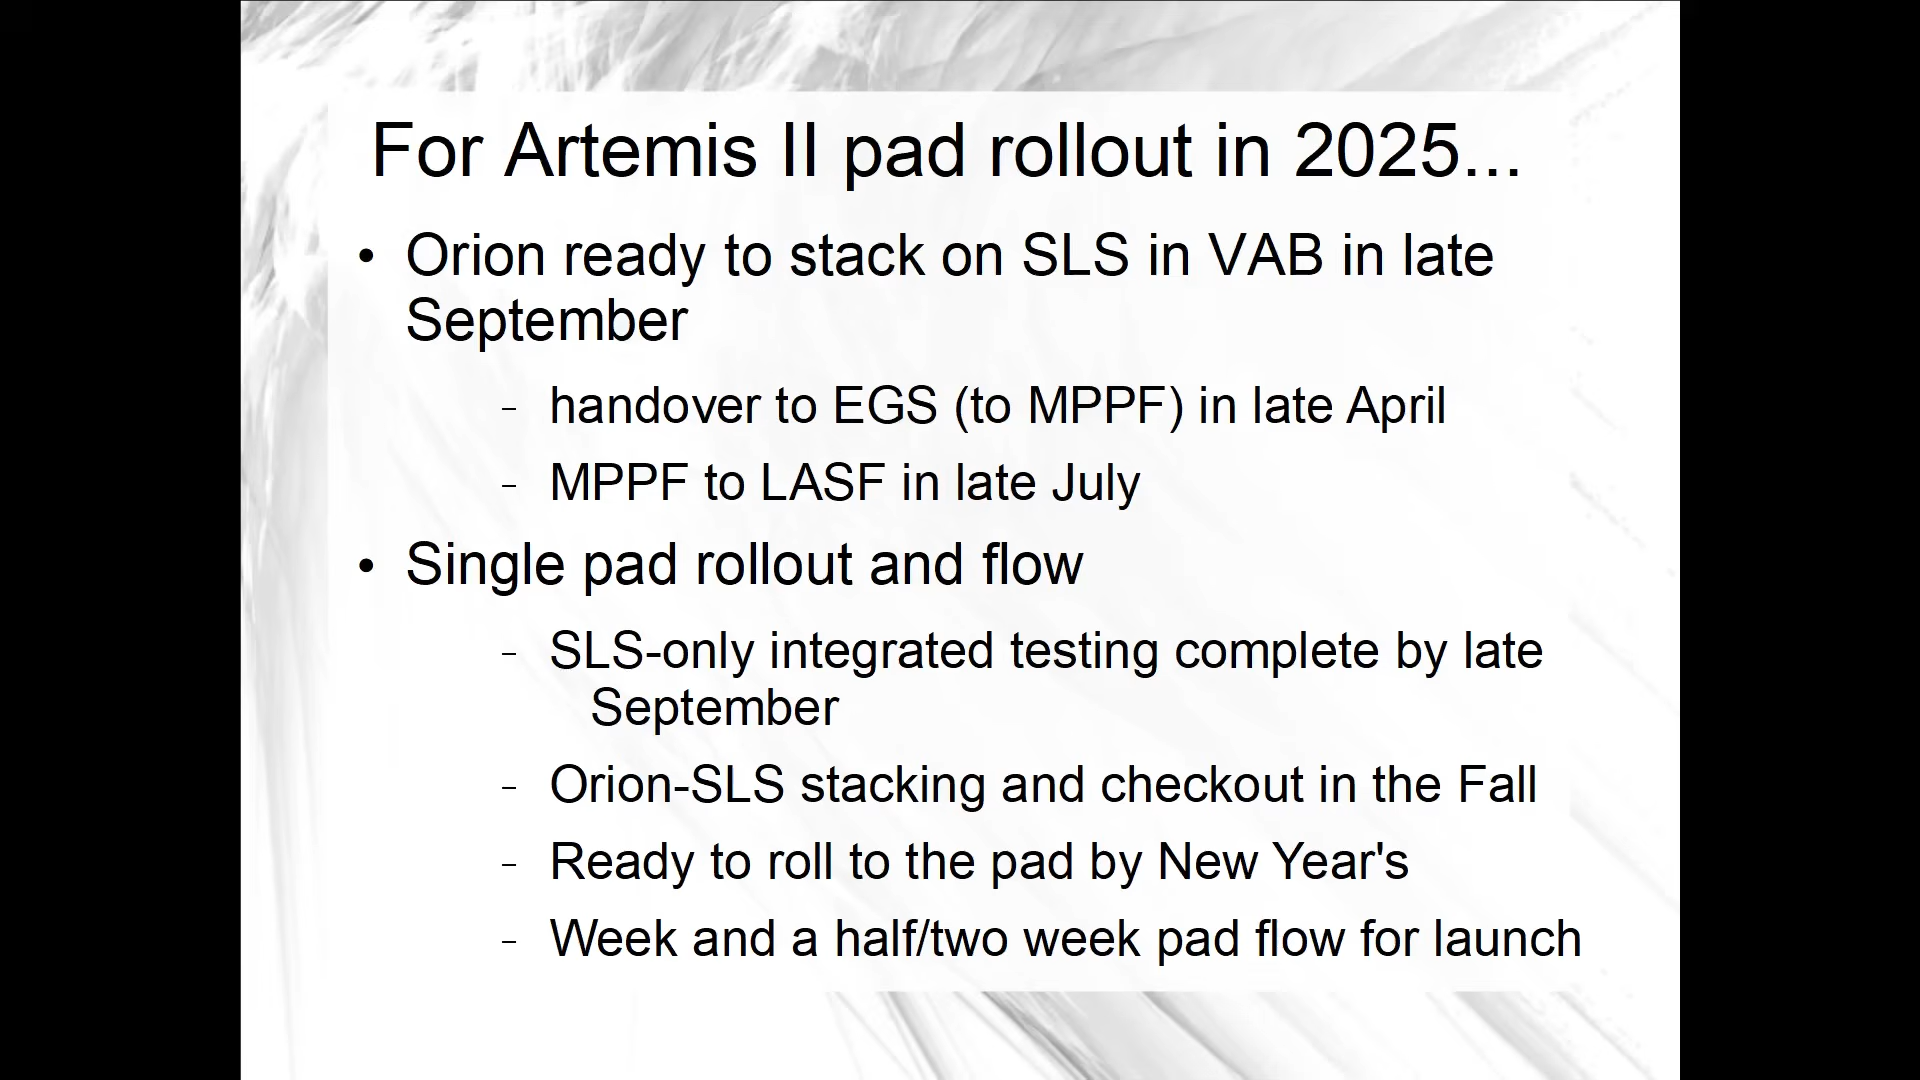 For Artemis II pad rollout in 2025...
• Orion ready to stack on SLS in VAB in late
September
– handover to EGS (to MPPF) in late April
– MPPF to LASF in late July
• Single pad rollout and flow
– SLS-only integrated testing complete by late
September
– Orion-SLS stacking and checkout in the Fall
– Ready to roll to the pad by New Year's
– Week and a half/two week pad flow for launch